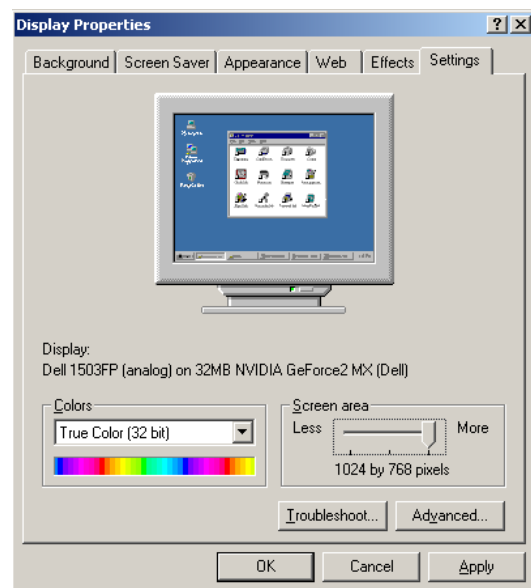 Display Properties
Background Screen Saver Appearance Web Effects Settings
Display:
Dell 1503FP (analog) on 32MB NVIDIA GeForce2 MX (Dell)
Colors
True Color (32 bit)
Screen area
Less More
1024 by 768 pixels
Troubleshoot... Advanced...
OK Cancel Apply